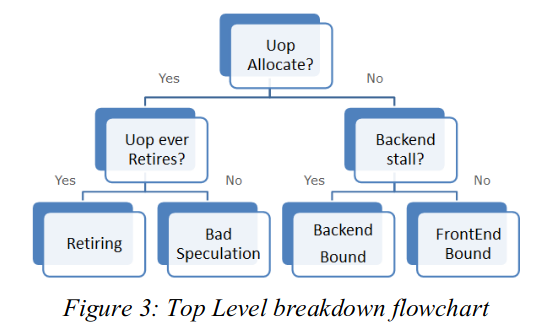 Uop
Allocate?
Yes
No
Uop ever
Retires?
Backend
stall?
Yes
No
Yes
No
Retiring
Bad
Speculation
Backend
Bound
FrontEnd
Bound
Figure 3: Top Level breakdown flowchart